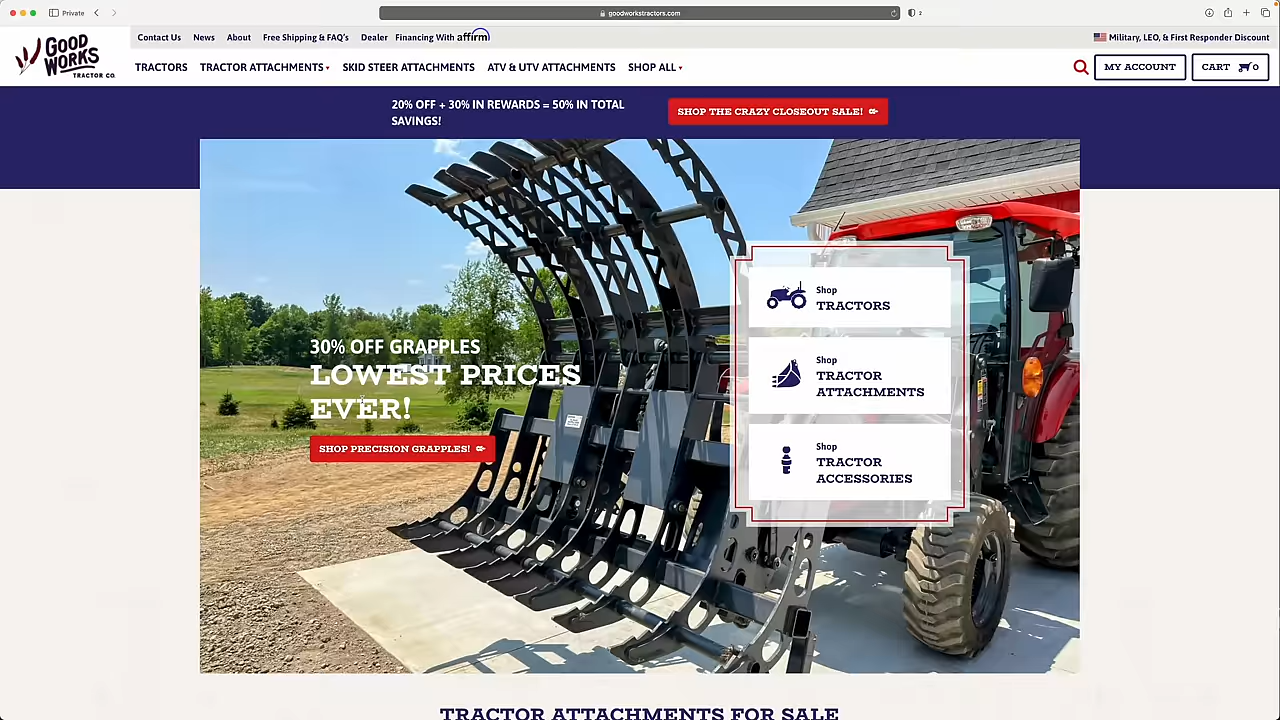 Private
goodworkstractors.com
2
GOOD WORKS TRACTOR CO.
Contact Us News About Free Shipping & FAQ's Dealer Financing With affirm
Military, LEO, & First Responder Discount
TRACTORS TRACTOR ATTACHMENTS SKID STEER ATTACHMENTS ATV & UTV ATTACHMENTS SHOP ALL
MY ACCOUNT
CART 0
20% OFF + 30% IN REWARDS = 50% IN TOTAL
SAVINGS!
SHOP THE CRAZY CLOSEOUT SALE!
30% OFF GRAPPLES
LOWEST PRICES
EVER!
SHOP PRECISION GRAPPLES!
Shop
TRACTORS
Shop
TRACTOR
ATTACHMENTS
Shop
TRACTOR
ACCESSORIES
TRACTOR ATTACHMENTS FOR SALE